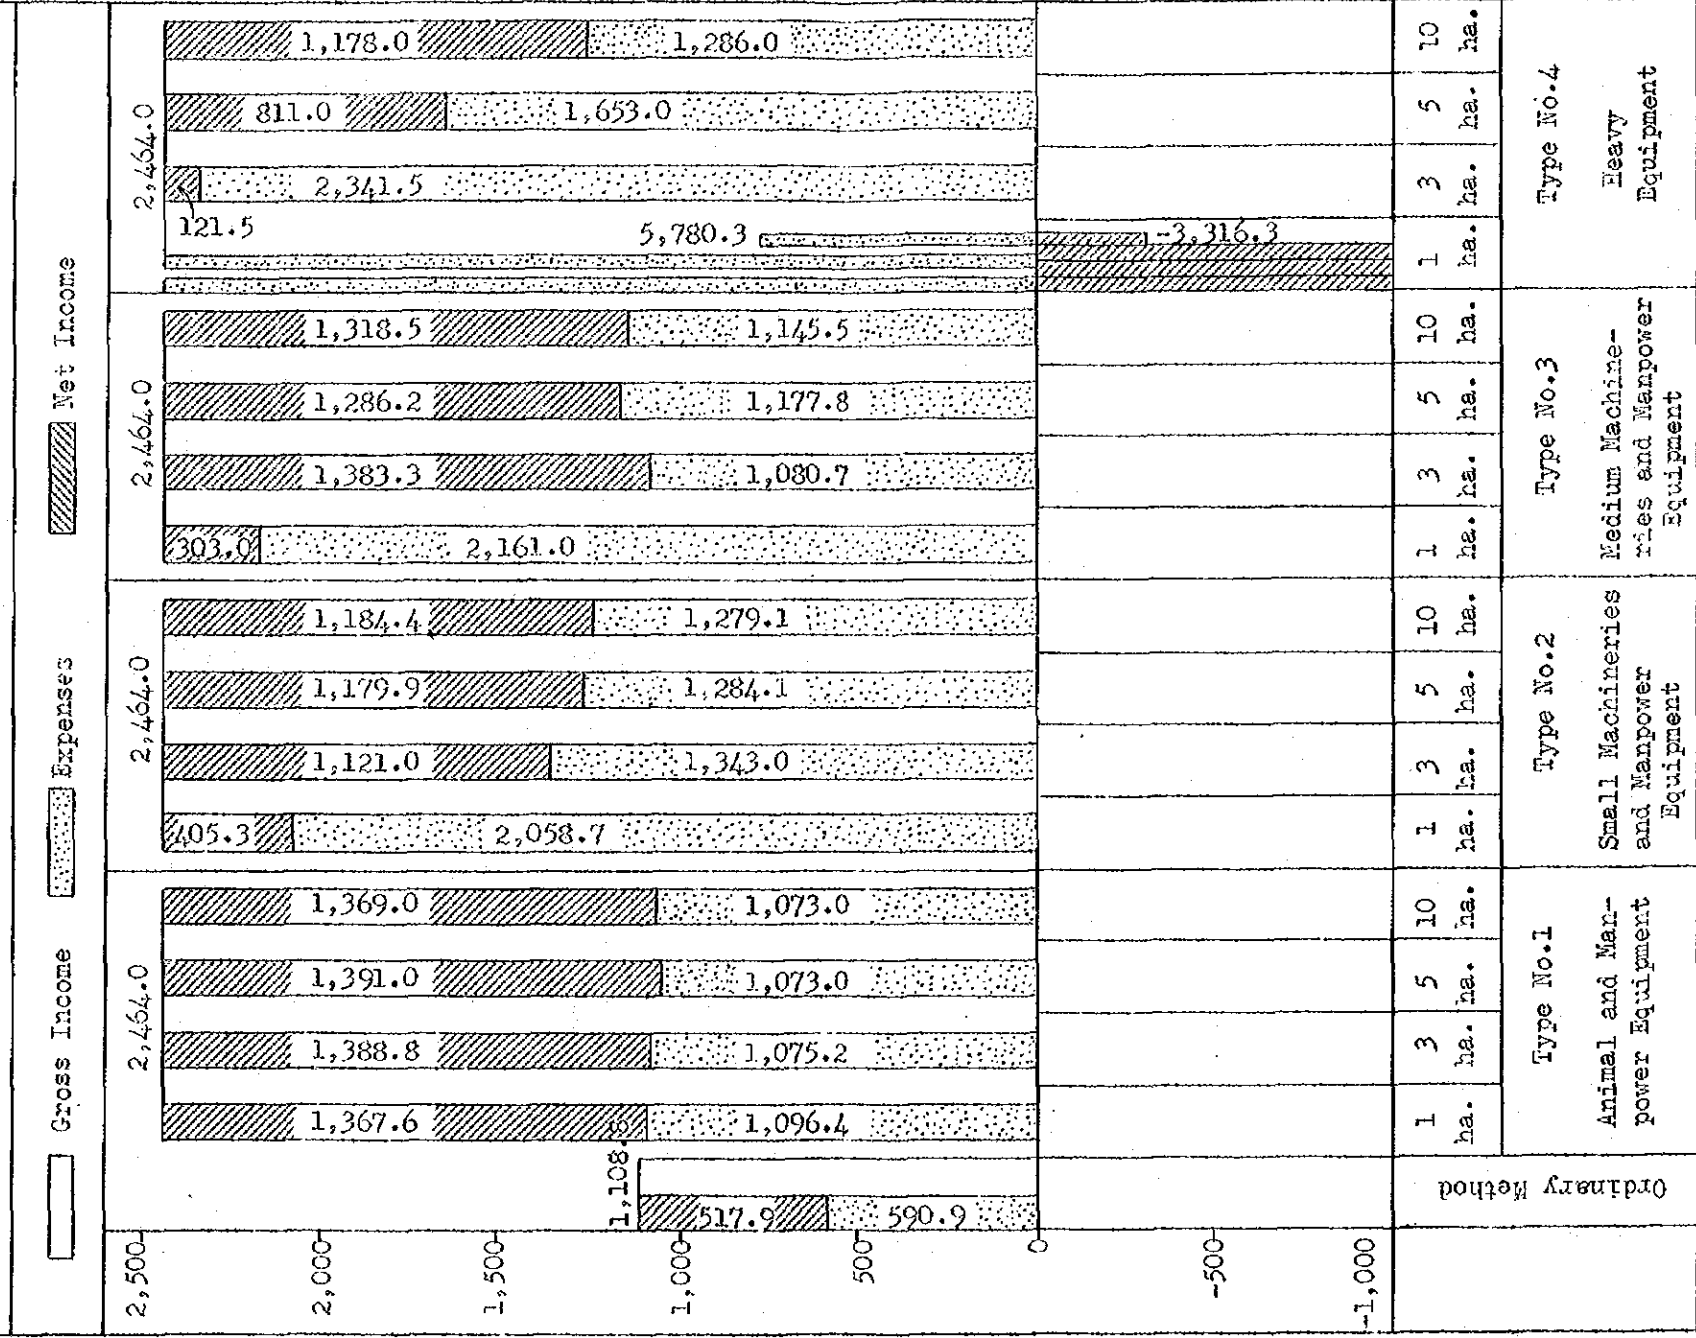 Gross Income Expenses Net Income
2,500
2,000
1,500
1,000
500
0
-500
-1,000
517.9 590.9
2,464.0
1,367.6 1,096.4
1,388.8 1,075.2
1,391.0 1,073.0
1,369.0 1,073.0
2,464.0
405.3 2,058.7
1,121.0 1,343.0
1,179.9 1,284.1
1,184.4 1,279.1
2,464.0
303.0 2,161.0
1,383.3 1,080.7
1,286.2 1,177.8
1,318.5 1,145.5
2,464.0
5,780.3 -3,316.3
121.5 2,341.5
811.0 1,653.0
1,178.0 1,286.0
Ordinary Method
1 3 5 10 1 3 5 10 1 3 5 10 1 3 5 10
ha. ha. ha. ha. ha. ha. ha. ha. ha. ha. ha. ha. ha. ha. ha. ha.
Type No.1
Animal and Man-
power Equipment
Type No.2
Small Machineries
and Manpower
Equipment
Type No.3
Medium Machine-
ries and Manpower
Equipment
Type No.4
Heavy
Equipment